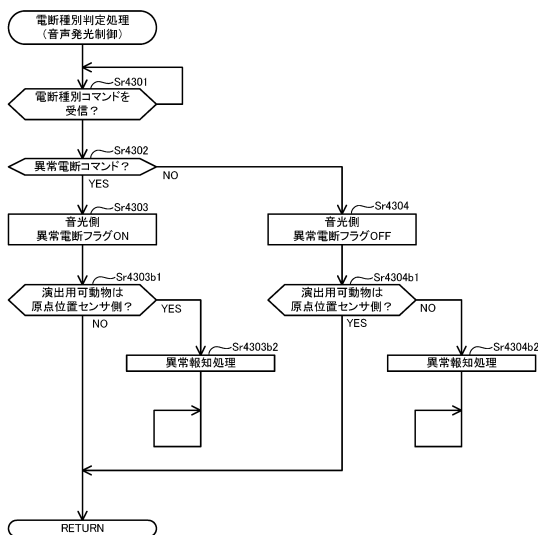 電断種別判定処理
（音声発光制御）
Sr4301
電断種別コマンドを
受信？
Sr4302
異常電断コマンド？
NO
YES
Sr4303
音光側
異常電断フラグON
Sr4304
音光側
異常電断フラグOFF
Sr4303b1
演出用可動物は
原点位置センサ側？
YES
NO
Sr4304b1
演出用可動物は
原点位置センサ側？
NO
YES
Sr4303b2
異常報知処理
Sr4304b2
異常報知処理
RETURN